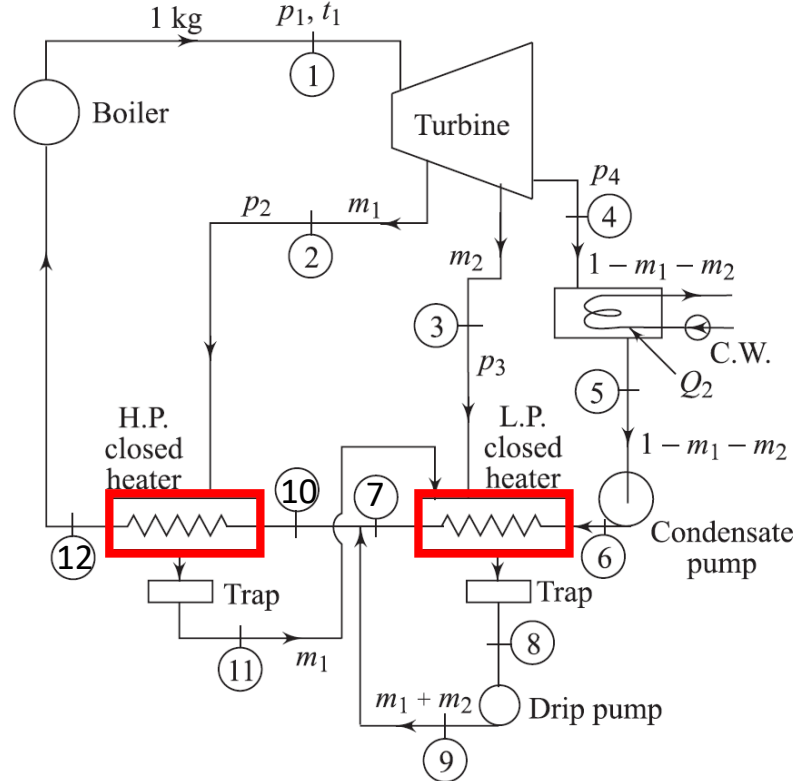 1 kg
p1, t1
1
Boiler
Turbine
p4
p2
m1
4
2
m2
1 − m1 − m2
3
C.W.
p3
5
Q2
H.P.
closed
heater
L.P.
closed
heater
1 − m1 − m2
10
7
12
6
Condensate
pump
Trap
Trap
8
11
m1
m1 + m2
Drip pump
9